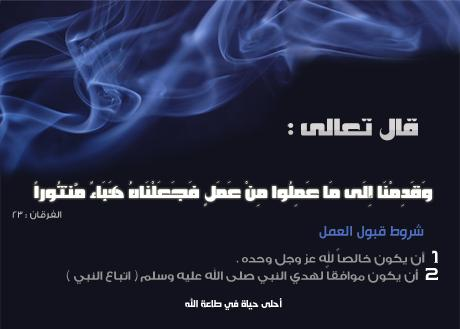 قال تعالى :
وَقَدِمْنَا إِلَى مَا عَمِلُوا مِنْ عَمَلٍ فَجَعَلْنَاهُ هَبَاءً مَّنثُوراً
الفرقان : ٢٣
شروط قبول العمل
1 أن يكون خالصاً لله عز وجل وحده .
2 أن يكون موافقاً لهدي النبي صلى الله عليه وسلم ( اتباع النبي )
أحلى حياة في طاعة الله